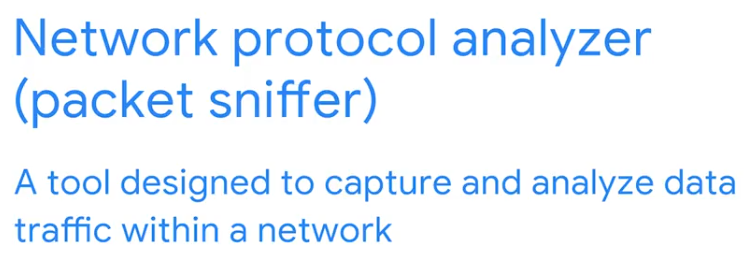 Network protocol analyzer
(packet sniffer)
A tool designed to capture and analyze data
traffic within a network